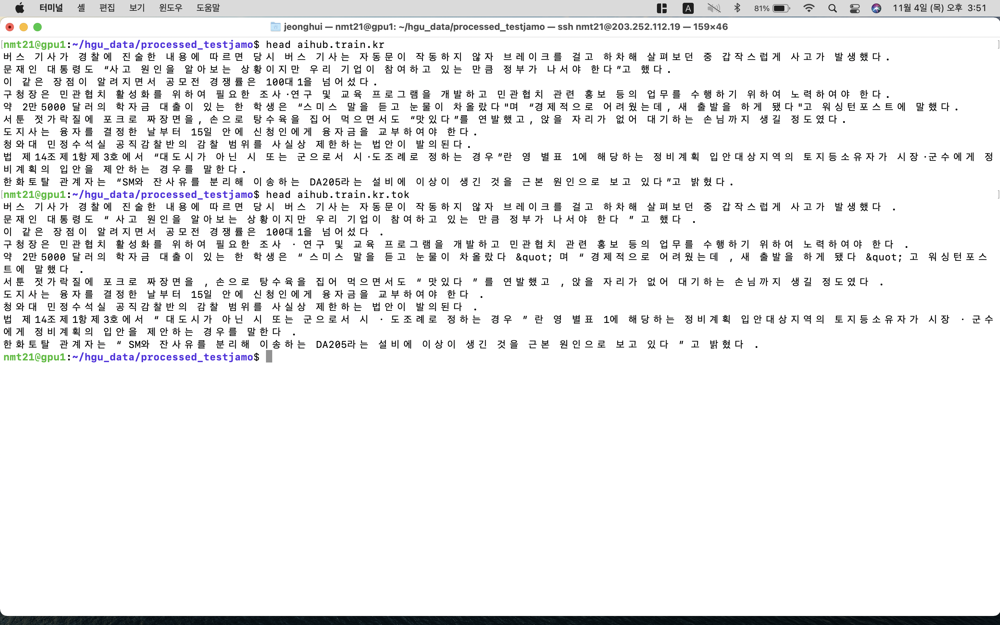 터미널 셸 편집 보기 윈도우 도움말 A 81% 11월 4일 (목) 오후 3:51
jeonghui — nmt21@gpu1: ~/hgu_data/processed_testjamo — ssh nmt21@203.252.112.19 — 159×46
[nmt21@gpu1:~/hgu_data/processed_testjamo$ head aihub.train.kr ]
버스 기사가 경찰에 진술한 내용에 따르면 당시 버스 기사는 자동문이 작동하지 않자 브레이크를 걸고 하차해 살펴보던 중 갑작스럽게 사고가 발생했다.
문재인 대통령도 “사고 원인을 알아보는 상황이지만 우리 기업이 참여하고 있는 만큼 정부가 나서야 한다”고 했다.
이 같은 장점이 알려지면서 공모전 경쟁률은 100대1을 넘어섰다.
구청장은 민관협치 활성화를 위하여 필요한 조사·연구 및 교육 프로그램을 개발하고 민관협치 관련 홍보 등의 업무를 수행하기 위하여 노력하여야 한다.
약 2만5000달러의 학자금 대출이 있는 한 학생은 “스미스 말을 듣고 눈물이 차올랐다"며 “경제적으로 어려웠는데, 새 출발을 하게 됐다"고 워싱턴포스트에 말했다.
서툰 젓가락질에 포크로 짜장면을, 손으로 탕수육을 집어 먹으면서도 “맛있다”를 연발했고, 앉을 자리가 없어 대기하는 손님까지 생길 정도였다.
도지사는 융자를 결정한 날부터 15일 안에 신청인에게 융자금을 교부하여야 한다.
청와대 민정수석실 공직감찰반의 감찰 범위를 사실상 제한하는 법안이 발의된다.
법 제14조제1항제3호에서 “대도시가 아닌 시 또는 군으로서 시·도조례로 정하는 경우”란 영 별표 1에 해당하는 정비계획 입안대상지역의 토지등소유자가 시장·군수에게 정
비계획의 입안을 제안하는 경우를 말한다.
한화토탈 관계자는 “SM와 잔사유를 분리해 이송하는 DA205라는 설비에 이상이 생긴 것을 근본 원인으로 보고 있다”고 밝혔다.
[nmt21@gpu1:~/hgu_data/processed_testjamo$ head aihub.train.kr.tok ]
버스 기사가 경찰에 진술한 내용에 따르면 당시 버스 기사는 자동문이 작동하지 않자 브레이크를 걸고 하차해 살펴보던 중 갑작스럽게 사고가 발생했다 .
문재인 대통령도 “ 사고 원인을 알아보는 상황이지만 우리 기업이 참여하고 있는 만큼 정부가 나서야 한다 ” 고 했다 .
이 같은 장점이 알려지면서 공모전 경쟁률은 100대1을 넘어섰다 .
구청장은 민관협치 활성화를 위하여 필요한 조사 · 연구 및 교육 프로그램을 개발하고 민관협치 관련 홍보 등의 업무를 수행하기 위하여 노력하여야 한다 .
약 2만5000달러의 학자금 대출이 있는 한 학생은 “ 스미스 말을 듣고 눈물이 차올랐다 &quot; 며 “ 경제적으로 어려웠는데 , 새 출발을 하게 됐다 &quot; 고 워싱턴포스
트에 말했다 .
서툰 젓가락질에 포크로 짜장면을 , 손으로 탕수육을 집어 먹으면서도 “ 맛있다 ” 를 연발했고 , 앉을 자리가 없어 대기하는 손님까지 생길 정도였다 .
도지사는 융자를 결정한 날부터 15일 안에 신청인에게 융자금을 교부하여야 한다 .
청와대 민정수석실 공직감찰반의 감찰 범위를 사실상 제한하는 법안이 발의된다 .
법 제14조제1항제3호에서 “ 대도시가 아닌 시 또는 군으로서 시 · 도조례로 정하는 경우 ” 란 영 별표 1에 해당하는 정비계획 입안대상지역의 토지등소유자가 시장 · 군수
에게 정비계획의 입안을 제안하는 경우를 말한다 .
한화토탈 관계자는 “ SM와 잔사유를 분리해 이송하는 DA205라는 설비에 이상이 생긴 것을 근본 원인으로 보고 있다 ” 고 밝혔다 .
nmt21@gpu1:~/hgu_data/processed_testjamo$